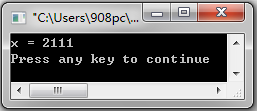 "C:\Users\908pc\...
x = 2111
Press any key to continue